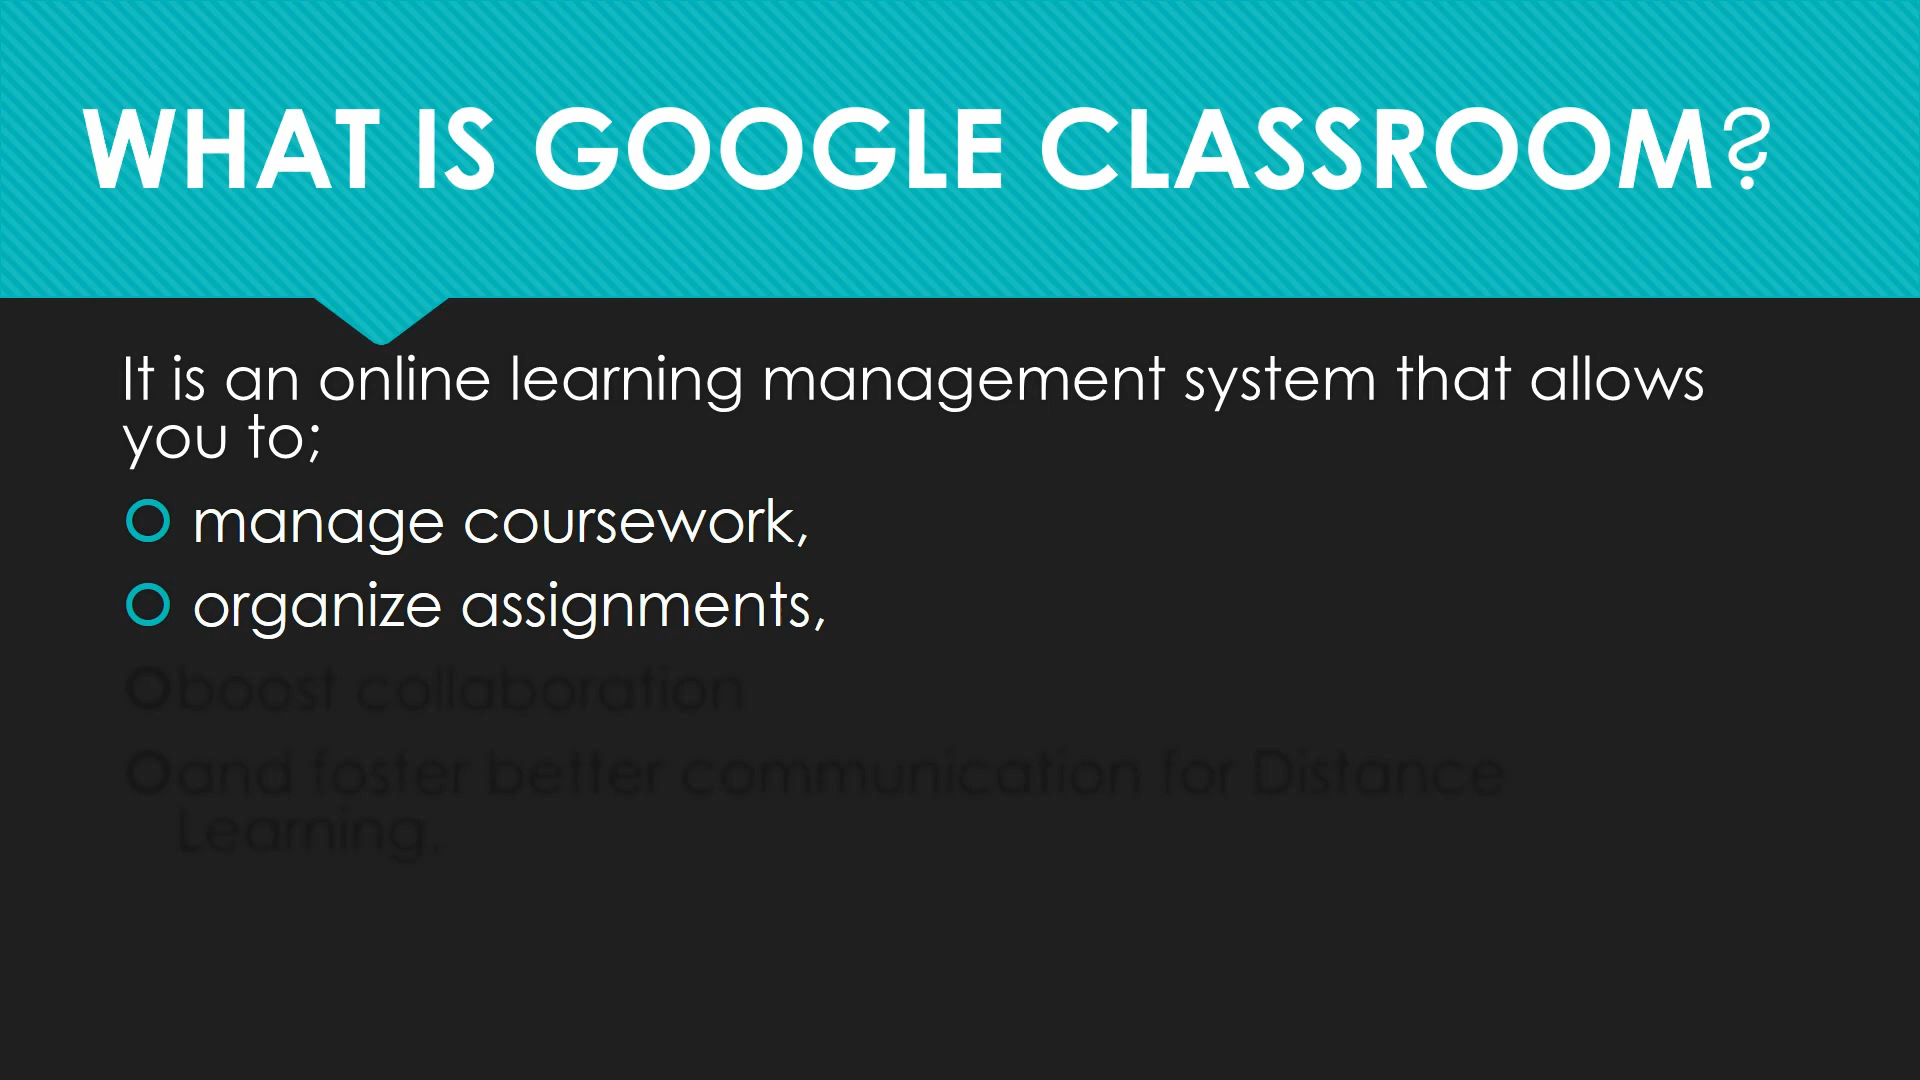 WHAT IS GOOGLE CLASSROOM?
It is an online learning management system that allows
you to;
manage coursework,
organize assignments,
boost collaboration
and foster better communication for Distance
Learning.